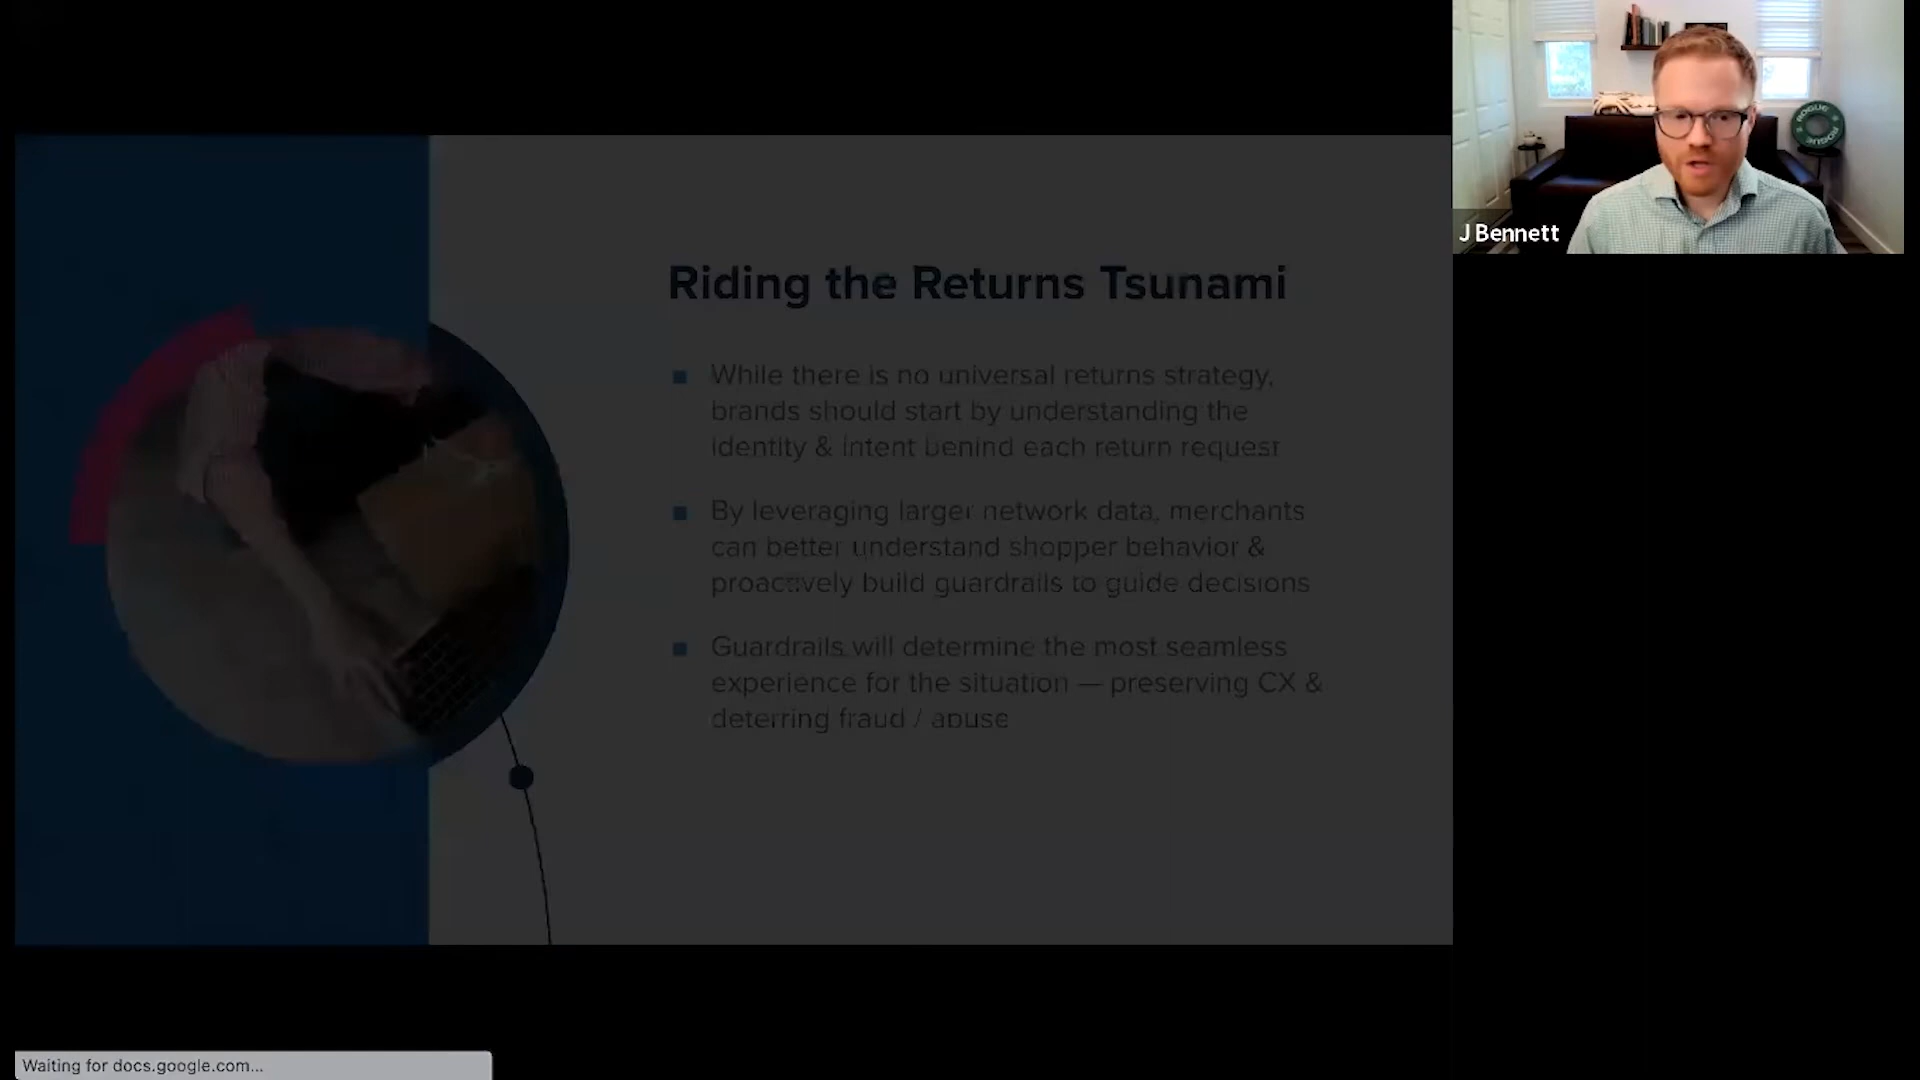 Riding the Returns Tsunami
While there is no universal returns strategy,
brands should start by understanding the
identity & intent behind each return request
By leveraging larger network data, merchants
can better understand shopper behavior &
proactively build guardrails to guide decisions
Guardrails will determine the most seamless
experience for the situation — preserving CX &
deterring fraud / abuse
ROGUE
ROGUE
J Bennett
Waiting for docs.google.com...